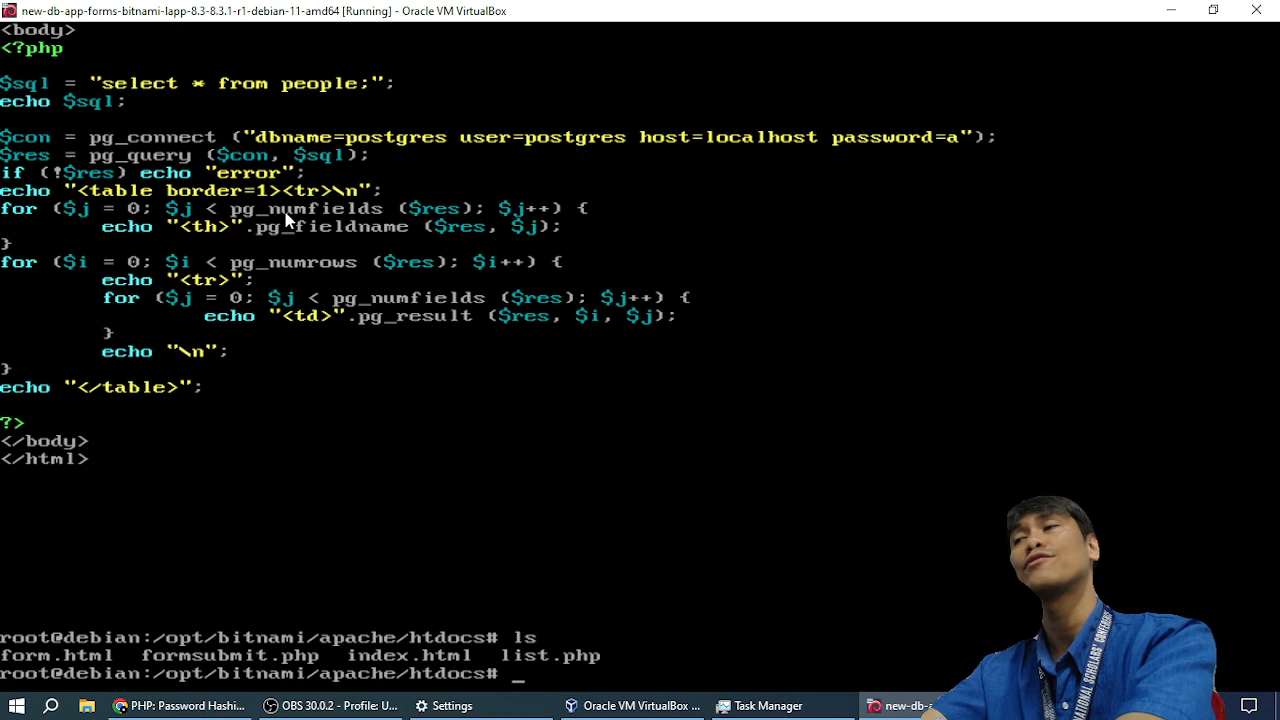 new-db-app-forms-bitnami-lapp-8.3-8.3.1-r1-debian-11-amd64 [Running] - Oracle VM VirtualBox
<body>
<?php
$sql = "select * from people;";
echo $sql;
$con = pg_connect ("dbname=postgres user=postgres host=localhost password=a");
$res = pg_query ($con, $sql);
if (!$res) echo "error";
echo "<table border=1><tr>\n";
for ($j = 0; $j < pg_numfields ($res); $j++) {
echo "<th>".pg_fieldname ($res, $j);
}
for ($i = 0; $i < pg_numrows ($res); $i++) {
echo "<tr>";
for ($j = 0; $j < pg_numfields ($res); $j++) {
echo "<td>".pg_result ($res, $i, $j);
}
echo "\n";
}
echo "</table>";
?>
</body>
</html>
root@debian:/opt/bitnami/apache/htdocs# ls
form.html formsubmit.php index.html list.php
root@debian:/opt/bitnami/apache/htdocs# _
NATIONAL SCHOLARS' CONFERENCE
PHP: Password Hashi... OBS 30.0.2 - Profile: U... Settings Oracle VM VirtualBox ... Task Manager new-db-a